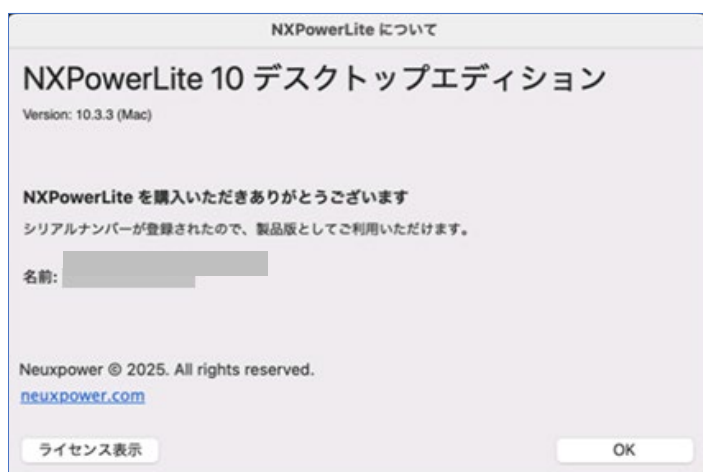 NXPowerLite について
NXPowerLite 10 デスクトップエディション
Version: 10.3.3 (Mac)
NXPowerLite を購入いただきありがとうございます
シリアルナンバーが登録されたので、製品版としてご利用いただけます。
名前:
Neuxpower © 2025. All rights reserved.
neuxpower.com
ライセンス表示
OK